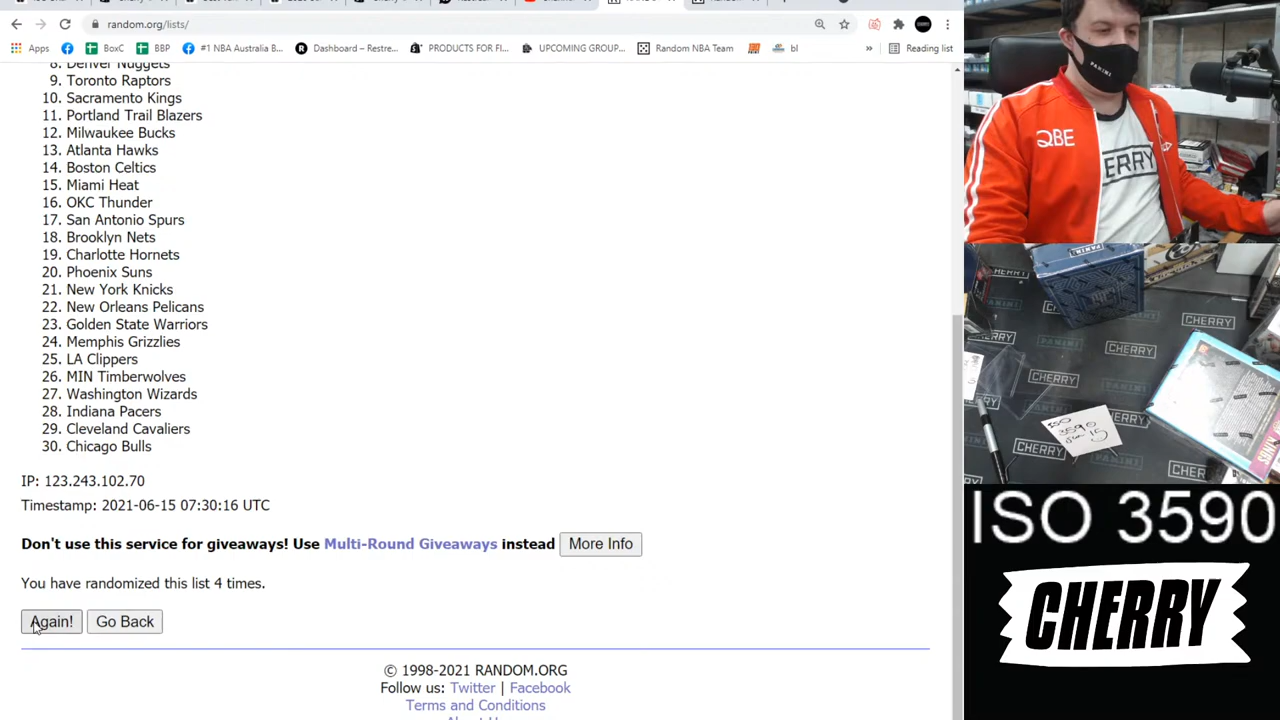 random.org/lists/
Apps
BoxC
BBP
#1 NBA Australia B...
Dashboard – Restre...
PRODUCTS FOR FI...
UPCOMING GROUP...
Random NBA Team
bl
»
Reading list
8. Denver Nuggets
9. Toronto Raptors
10. Sacramento Kings
11. Portland Trail Blazers
12. Milwaukee Bucks
13. Atlanta Hawks
14. Boston Celtics
15. Miami Heat
16. OKC Thunder
17. San Antonio Spurs
18. Brooklyn Nets
19. Charlotte Hornets
20. Phoenix Suns
21. New York Knicks
22. New Orleans Pelicans
23. Golden State Warriors
24. Memphis Grizzlies
25. LA Clippers
26. MIN Timberwolves
27. Washington Wizards
28. Indiana Pacers
29. Cleveland Cavaliers
30. Chicago Bulls
IP: 123.243.102.70
Timestamp: 2021-06-15 07:30:16 UTC
Don't use this service for giveaways! Use Multi-Round Giveaways instead More Info
You have randomized this list 4 times.
Again! Go Back
© 1998-2021 RANDOM.ORG
Follow us: Twitter | Facebook
Terms and Conditions
PANINI
QBE
ERRY
PANINI
CHERRY
CHERRY
CHERRY
CHERRY
CHERRY
CHERRY
CHERRY
ISO
3590
Jun 15
ISO 3590
CHERRY